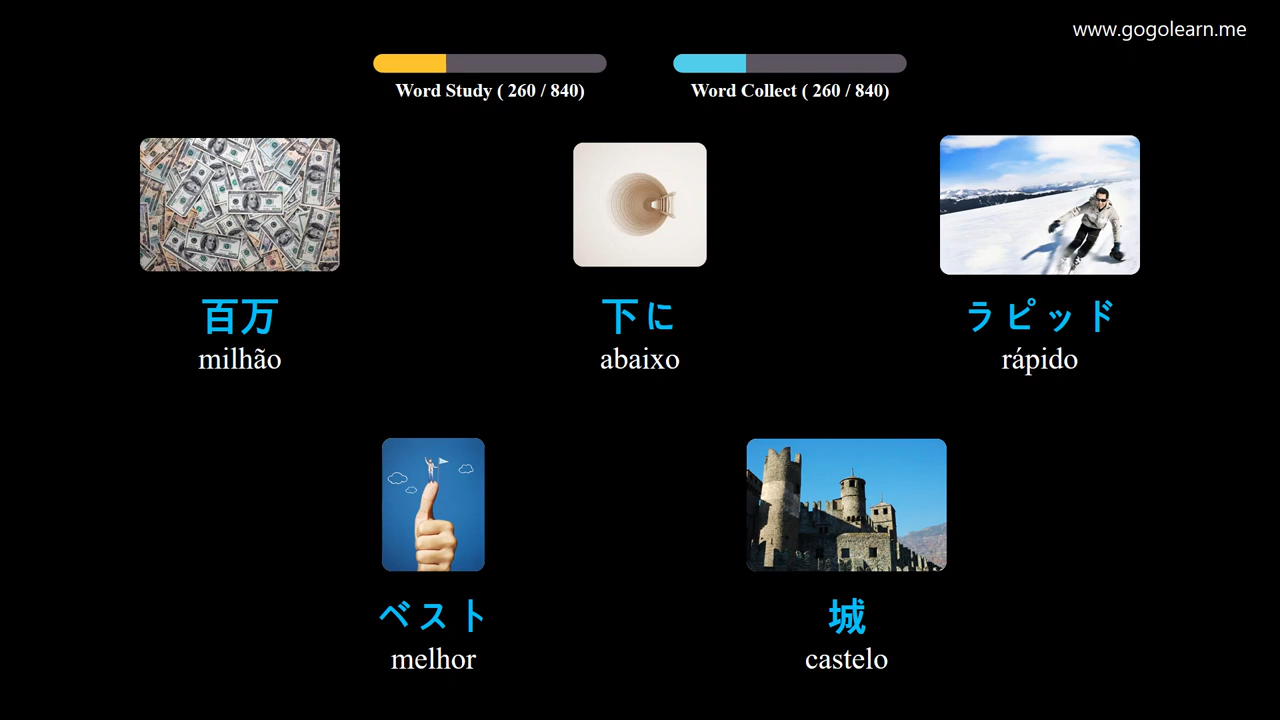 www.gogolearn.me
Word Study ( 260 / 840)
Word Collect ( 260 / 840)
百万
milhão
下に
abaixo
ラピッド
rápido
ベスト
melhor
城
castelo